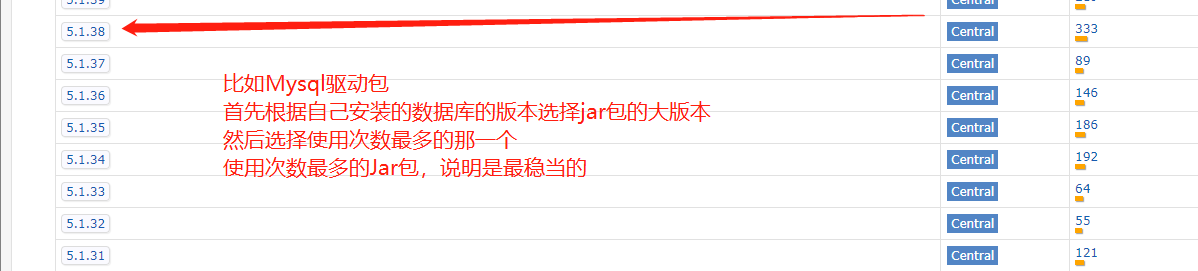 5.1.38 Central 333
5.1.37 Central 89
比如Mysql驱动包
5.1.36 Central 146
首先根据自己安装的数据库的版本选择jar包的大版本
5.1.35 Central 186
然后选择使用次数最多的那一个
5.1.34 Central 192
使用次数最多的Jar包，说明是最稳当的
5.1.33 Central 64
5.1.32 Central 55
5.1.31 Central 121